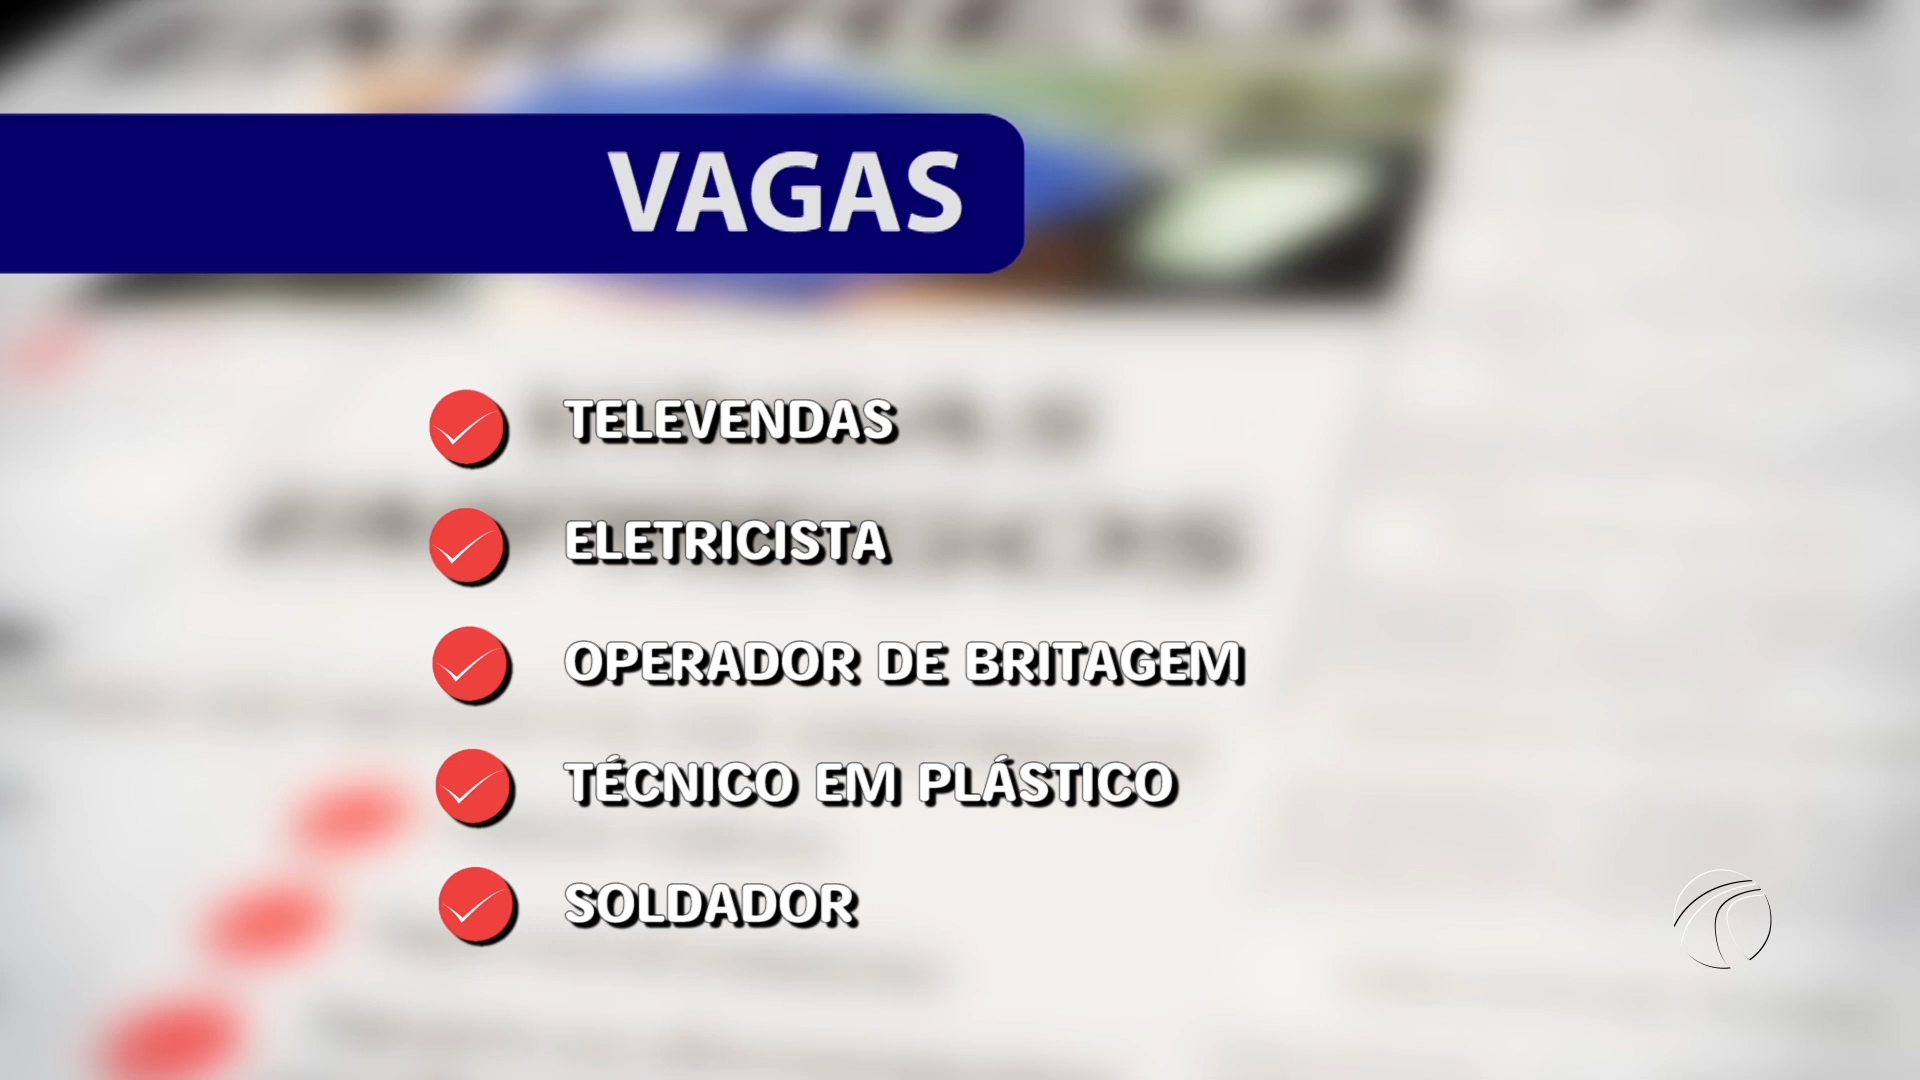 VAGAS
TELEVENDAS
ELETRICISTA
OPERADOR DE BRITAGEM
TÉCNICO EM PLÁSTICO
SOLDADOR